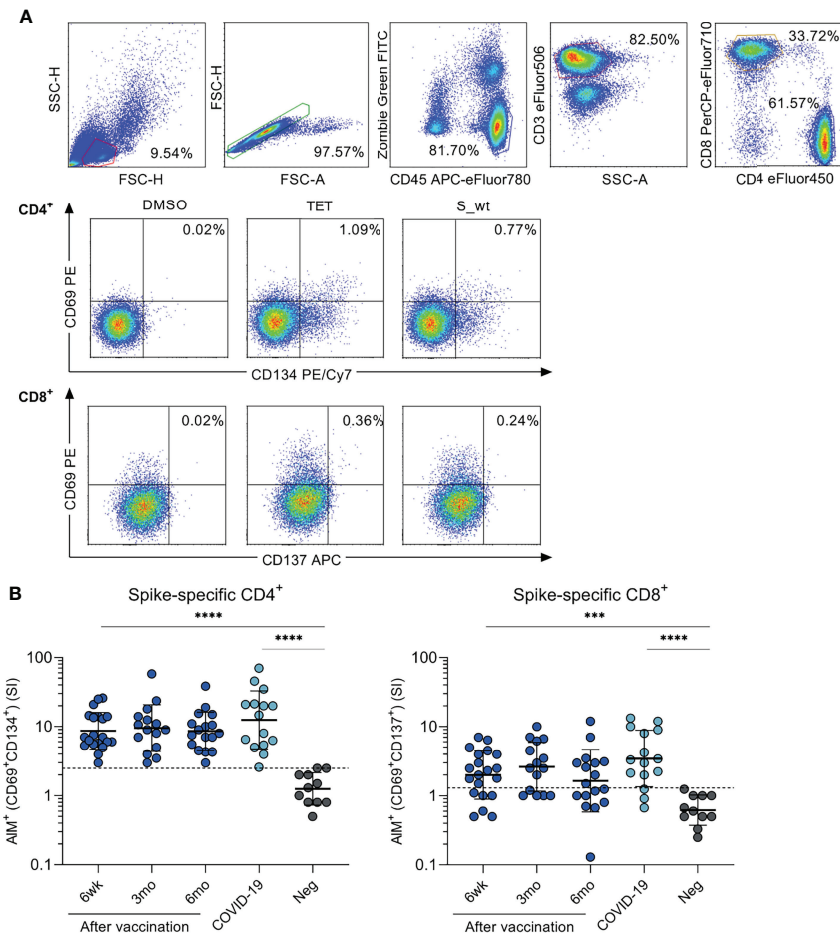 A
SSC-H
9.54%
FSC-H
FSC-H
97.57%
FSC-A
Zombie Green FITC
81.70%
CD45 APC-eFluor780
CD3 eFluor506
82.50%
SSC-A
CD8 PerCP-eFluor710
33.72%
61.57%
CD4 eFluor450
CD4+
DMSO
TET
S_wt
CD69 PE
0.02%
1.09%
0.77%
CD134 PE/Cy7
CD8+
CD69 PE
0.02%
0.36%
0.24%
CD137 APC
B
Spike-specific CD4+
****
****
AIM+ (CD69+CD134+) (SI)
100
10
1
0.1
6wk
3mo
6mo
COVID-19
Neg
After vaccination
Spike-specific CD8+
***
****
AIM+ (CD69+CD137+) (SI)
100
10
1
0.1
6wk
3mo
6mo
COVID-19
Neg
After vaccination